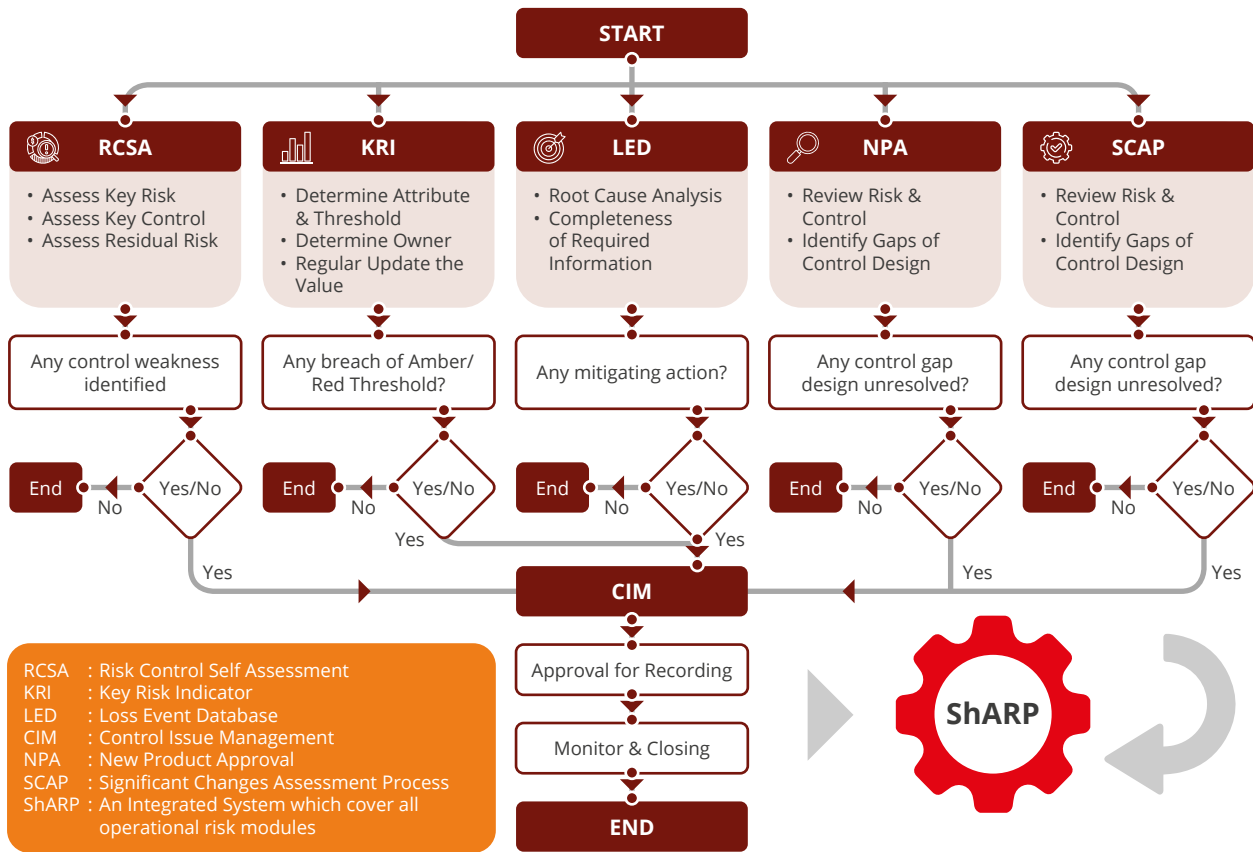 START
RCSA
• Assess Key Risk
• Assess Key Control
• Assess Residual Risk
Any control weakness
identified
Yes/No
No
End
Yes
KRI
• Determine Attribute
& Threshold
• Determine Owner
• Regular Update the
Value
Any breach of Amber/
Red Threshold?
Yes/No
No
End
Yes
LED
• Root Cause Analysis
• Completeness
of Required
Information
Any mitigating action?
Yes/No
No
End
Yes
NPA
• Review Risk &
Control
• Identify Gaps of
Control Design
Any control gap
design unresolved?
Yes/No
No
End
Yes
SCAP
• Review Risk &
Control
• Identify Gaps of
Control Design
Any control gap
design unresolved?
Yes/No
No
End
Yes
CIM
Approval for Recording
Monitor & Closing
END
RCSA : Risk Control Self Assessment
KRI : Key Risk Indicator
LED : Loss Event Database
CIM : Control Issue Management
NPA : New Product Approval
SCAP : Significant Changes Assessment Process
ShARP : An Integrated System which cover all
operational risk modules
ShARP